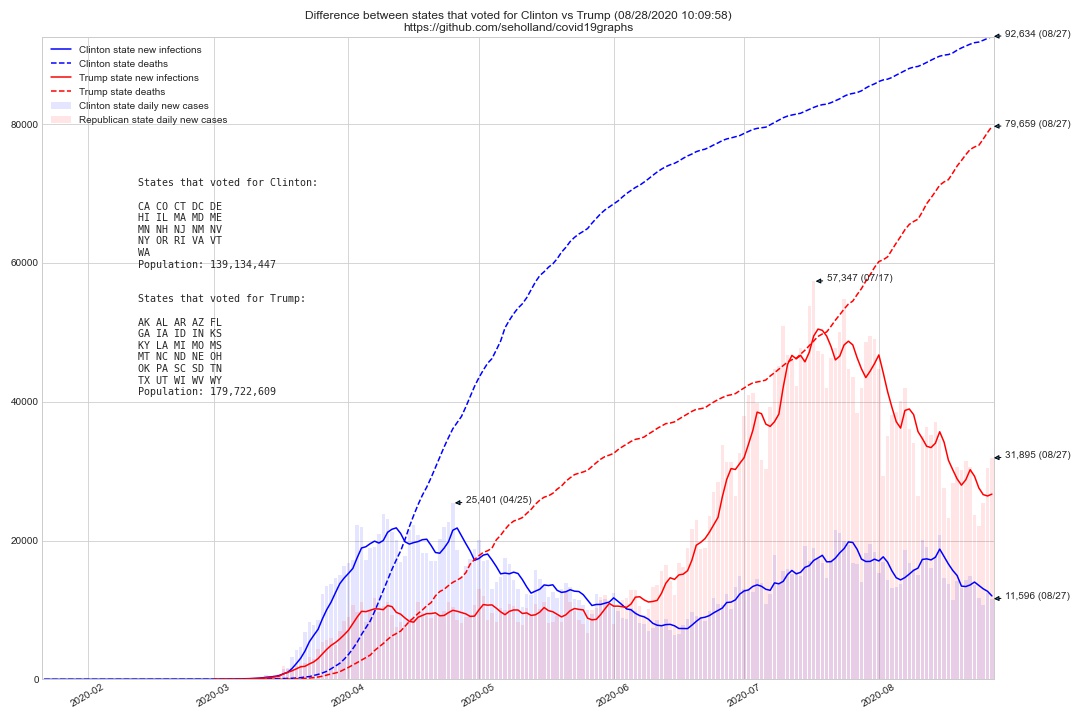 Difference between states that voted for Clinton vs Trump (08/28/2020 10:09:58)
https://github.com/seholland/covid19graphs
Clinton state new infections
Clinton state deaths
Trump state new infections
Trump state deaths
Clinton state daily new cases
Republican state daily new cases
States that voted for Clinton:
CA CO CT DC DE
HI IL MA MD ME
MN NH NJ NM NV
NY OR RI VA VT
WA
Population: 139,134,447
States that voted for Trump:
AK AL AR AZ FL
GA IA ID IN KS
KY LA MI MO MS
MT NC ND NE OH
OK PA SC SD TN
TX UT WI WV WY
Population: 179,722,609
92,634 (08/27)
79,659 (08/27)
57,347 (07/17)
31,895 (08/27)
25,401 (04/25)
11,596 (08/27)
80000
60000
40000
20000
0
2020-02
2020-03
2020-04
2020-05
2020-06
2020-07
2020-08